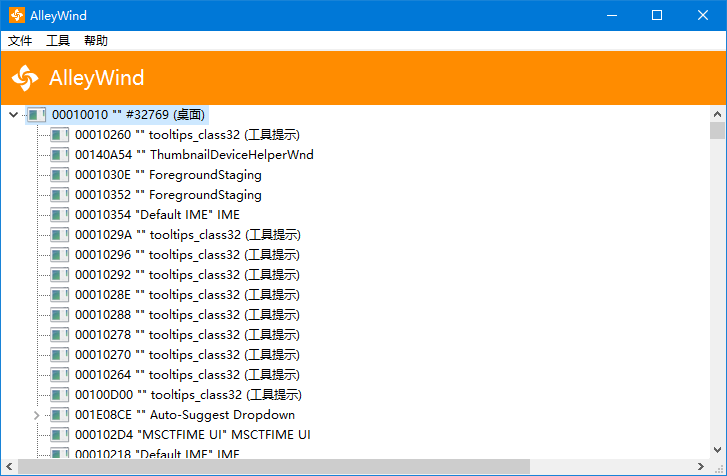 AlleyWind
文件 工具 帮助
AlleyWind
00010010 "" #32769 (桌面)
00010260 "" tooltips_class32 (工具提示)
00140A54 "" ThumbnailDeviceHelperWnd
0001030E "" ForegroundStaging
00010352 "" ForegroundStaging
00010354 "Default IME" IME
0001029A "" tooltips_class32 (工具提示)
00010296 "" tooltips_class32 (工具提示)
00010292 "" tooltips_class32 (工具提示)
0001028E "" tooltips_class32 (工具提示)
00010288 "" tooltips_class32 (工具提示)
00010278 "" tooltips_class32 (工具提示)
00010270 "" tooltips_class32 (工具提示)
00010264 "" tooltips_class32 (工具提示)
00100D00 "" tooltips_class32 (工具提示)
001E08CE "" Auto-Suggest Dropdown
000102D4 "MSCTFIME UI" MSCTFIME UI
00010218 "Default IME" IME